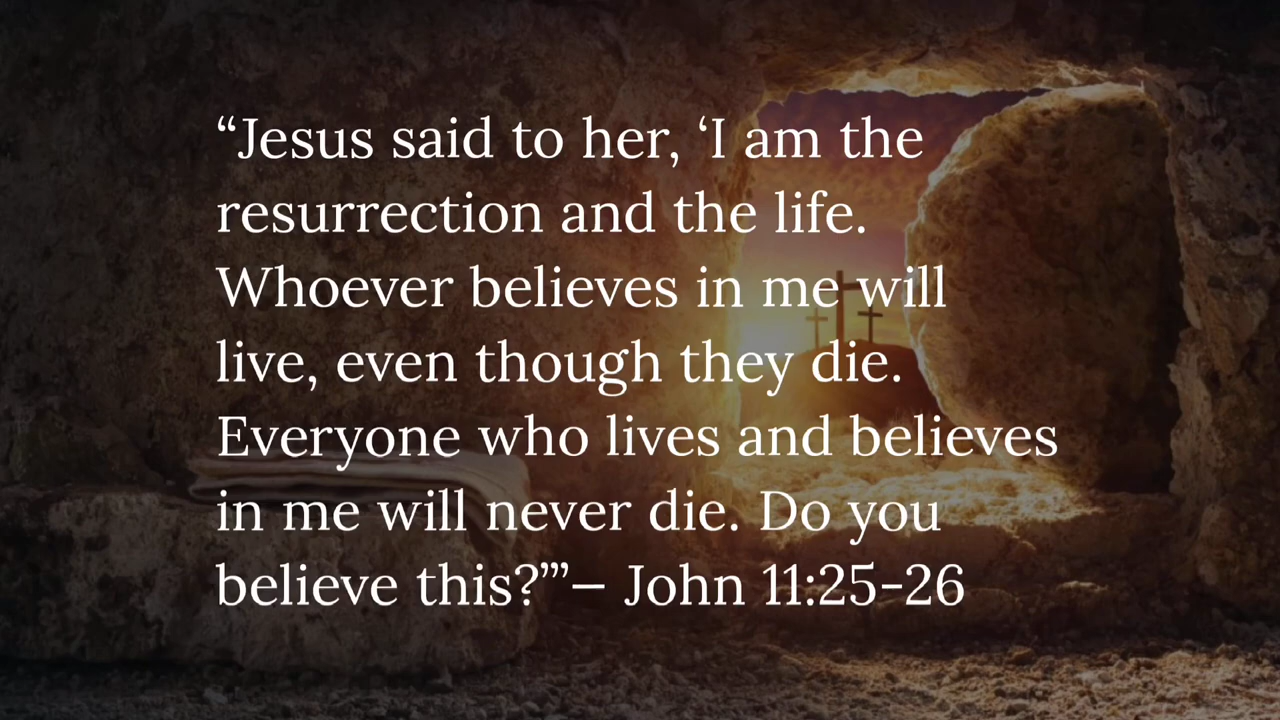 “Jesus said to her, ‘I am the
resurrection and the life.
Whoever believes in me will
live, even though they die.
Everyone who lives and believes
in me will never die. Do you
believe this?’”— John 11:25-26